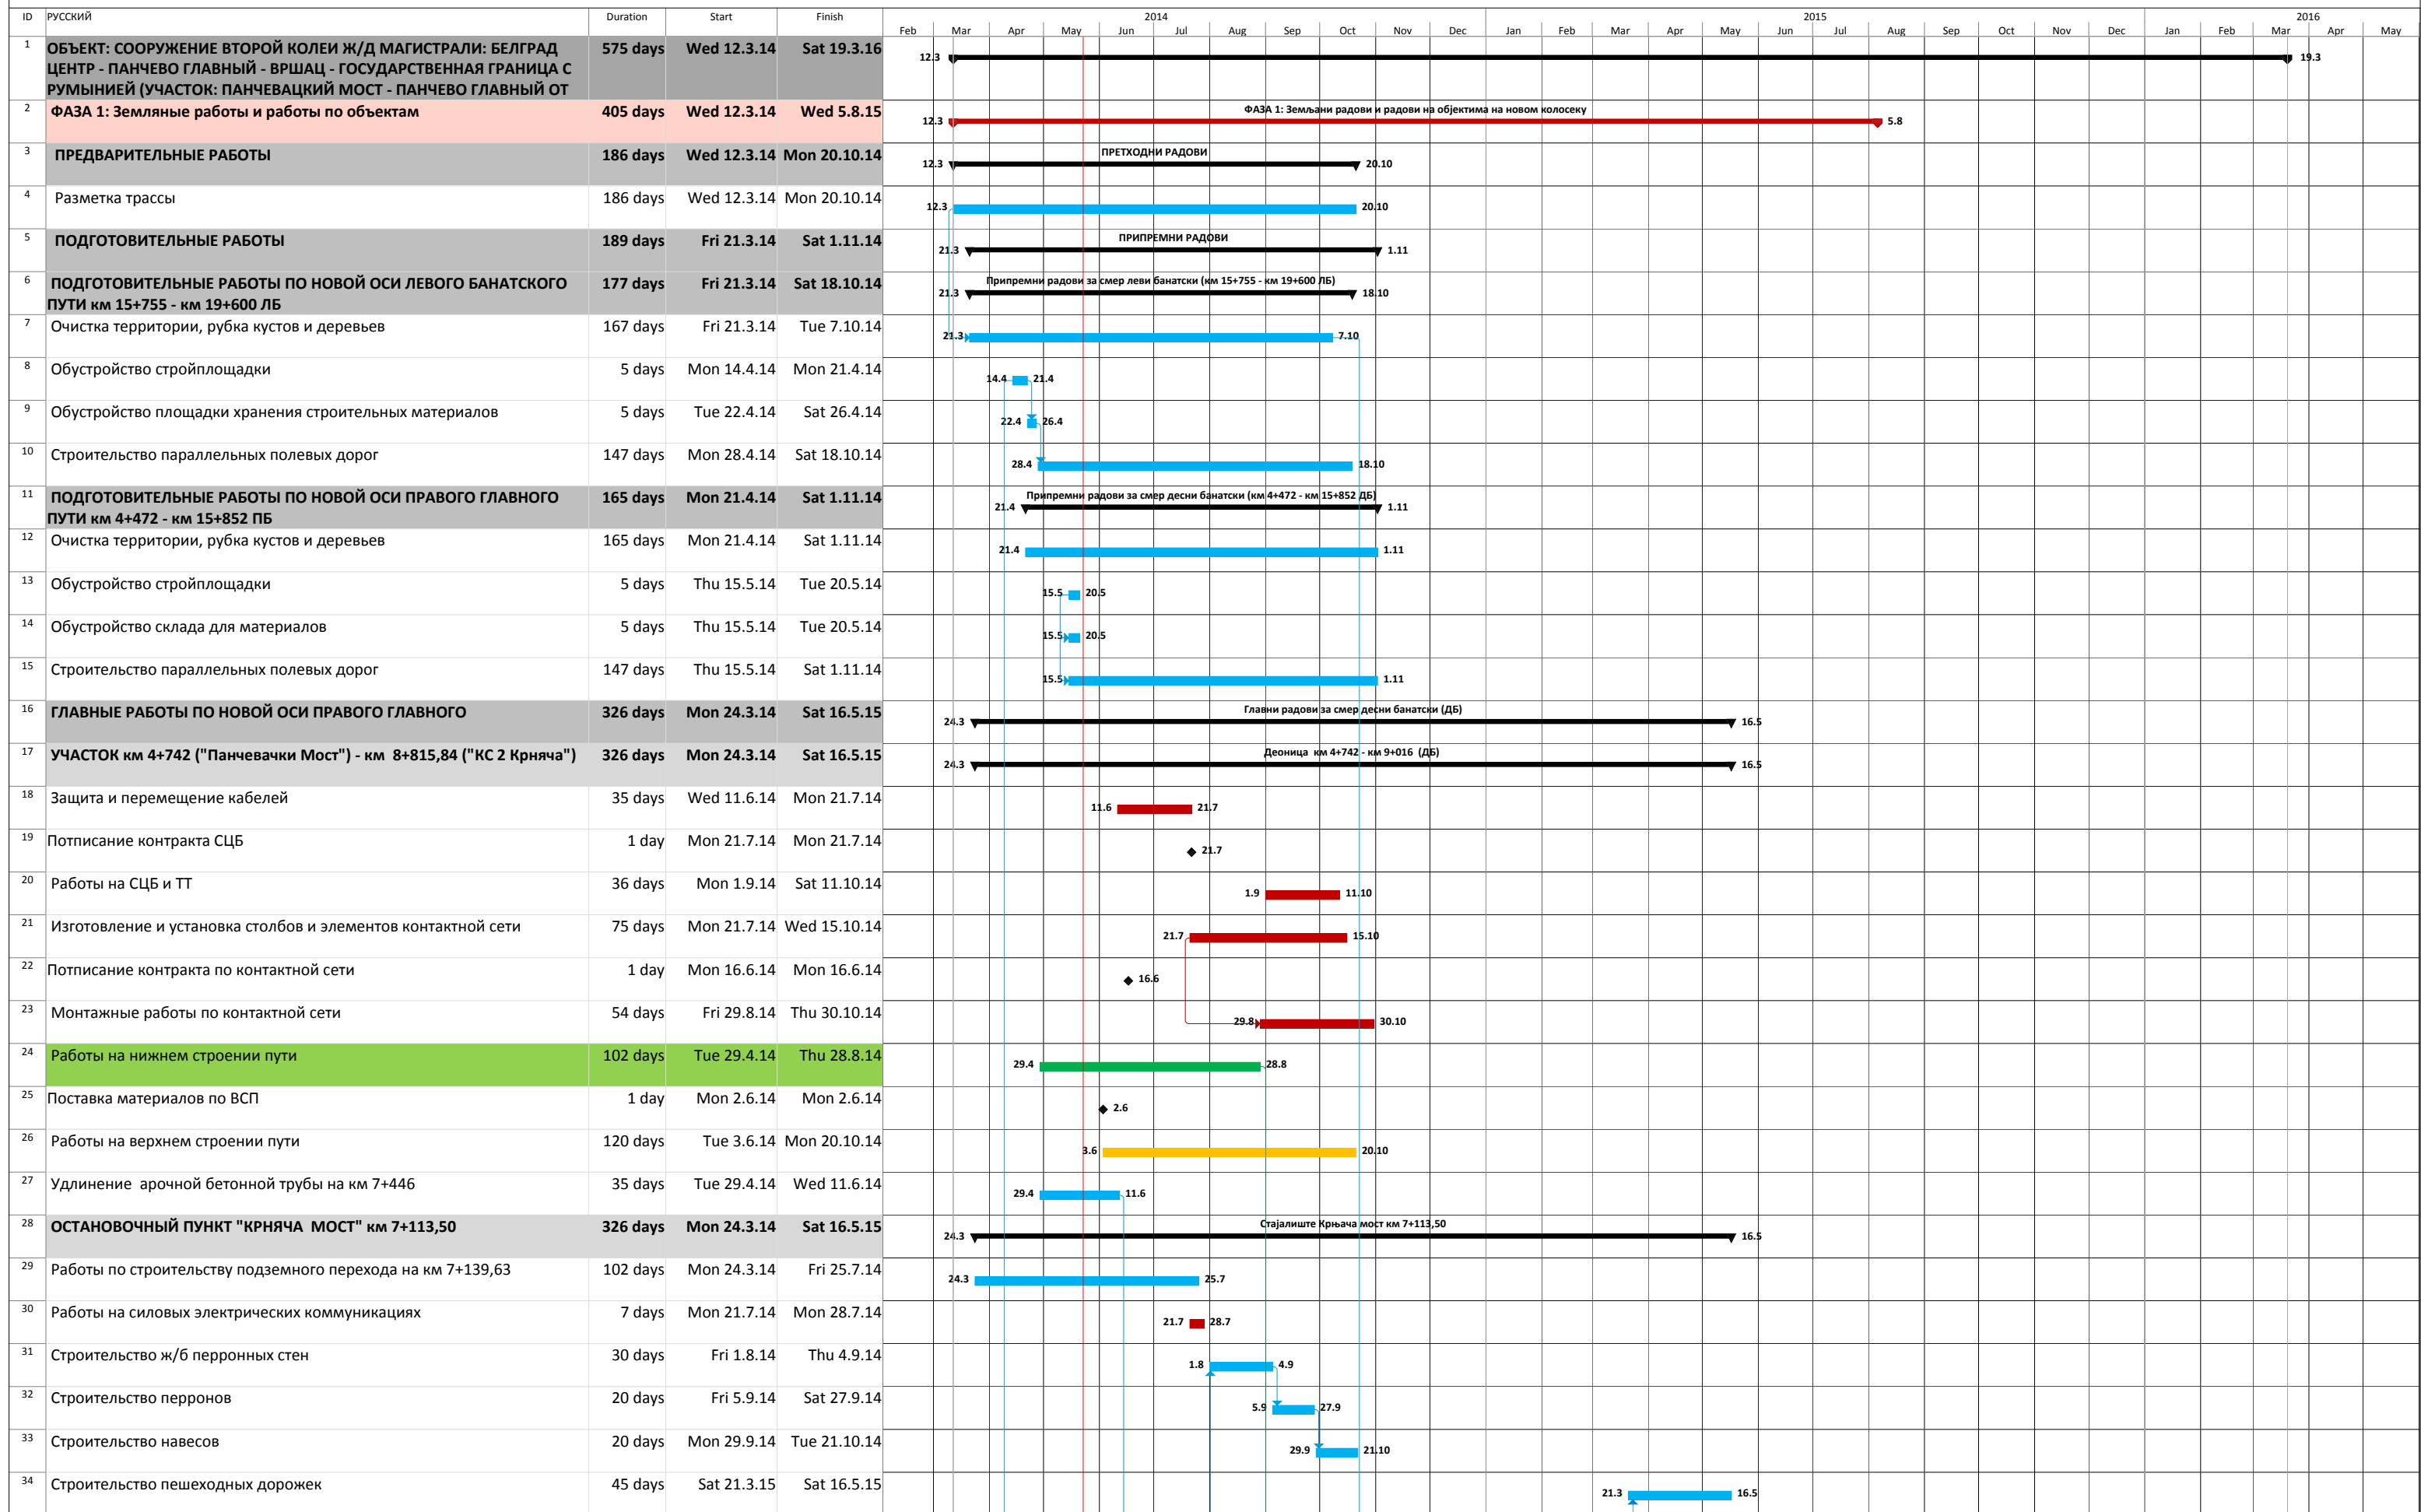 ID РУССКИЙ Duration Start Finish 2014 2015 2016
Feb Mar Apr May Jun Jul Aug Sep Oct Nov Dec Jan Feb Mar Apr May Jun Jul Aug Sep Oct Nov Dec Jan Feb Mar Apr May
1 ОБЪЕКТ: СООРУЖЕНИЕ ВТОРОЙ КОЛЕИ Ж/Д МАГИСТРАЛИ: БЕЛГРАД 575 days Wed 12.3.14 Sat 19.3.16
ЦЕНТР - ПАНЧЕВО ГЛАВНЫЙ - ВРШАЦ - ГОСУДАРСТВЕННАЯ ГРАНИЦА С 12.3 19.3
РУМЫНИЕЙ (УЧАСТОК: ПАНЧЕВАЦКИЙ МОСТ - ПАНЧЕВО ГЛАВНЫЙ ОТ
2 ФАЗА 1: Земляные работы и работы по объектам 405 days Wed 12.3.14 Wed 5.8.15 ФАЗА 1: Земљани радови и радови на објектима на новом колосеку
12.3 5.8
3 ПРЕДВАРИТЕЛЬНЫЕ РАБОТЫ 186 days Wed 12.3.14 Mon 20.10.14 ПРЕТХОДНИ РАДОВИ
12.3 20.10
4 Разметка трассы 186 days Wed 12.3.14 Mon 20.10.14
12.3 20.10
5 ПОДГОТОВИТЕЛЬНЫЕ РАБОТЫ 189 days Fri 21.3.14 Sat 1.11.14 ПРИПРЕМНИ РАДОВИ
21.3 1.11
6 ПОДГОТОВИТЕЛЬНЫЕ РАБОТЫ ПО НОВОЙ ОСИ ЛЕВОГО БАНАТСКОГО 177 days Fri 21.3.14 Sat 18.10.14 Припремни радови за смер леви банатски (км 15+755 - км 19+600 ЛБ)
ПУТИ км 15+755 - км 19+600 ЛБ 21.3 18.10
7 Очистка территории, рубка кустов и деревьев 167 days Fri 21.3.14 Tue 7.10.14
21.3 7.10
8 Обустройство стройплощадки 5 days Mon 14.4.14 Mon 21.4.14
14.4 21.4
9 Обустройство площадки хранения строительных материалов 5 days Tue 22.4.14 Sat 26.4.14
22.4 26.4
10 Строительство параллельных полевых дорог 147 days Mon 28.4.14 Sat 18.10.14
28.4 18.10
11 ПОДГОТОВИТЕЛЬНЫЕ РАБОТЫ ПО НОВОЙ ОСИ ПРАВОГО ГЛАВНОГО 165 days Mon 21.4.14 Sat 1.11.14 Припремни радови за смер десни банатски (км 4+472 - км 15+852 ДБ)
ПУТИ км 4+472 - км 15+852 ПБ 21.4 1.11
12 Очистка территории, рубка кустов и деревьев 165 days Mon 21.4.14 Sat 1.11.14
21.4 1.11
13 Обустройство стройплощадки 5 days Thu 15.5.14 Tue 20.5.14
15.5 20.5
14 Обустройство склада для материалов 5 days Thu 15.5.14 Tue 20.5.14
15.5 20.5
15 Строительство параллельных полевых дорог 147 days Thu 15.5.14 Sat 1.11.14
15.5 1.11
16 ГЛАВНЫЕ РАБОТЫ ПО НОВОЙ ОСИ ПРАВОГО ГЛАВНОГО 326 days Mon 24.3.14 Sat 16.5.15 Главни радови за смер десни банатски (ДБ)
24.3 16.5
17 УЧАСТОК км 4+742 ("Панчевачки Мост") - км 8+815,84 ("КС 2 Крняча") 326 days Mon 24.3.14 Sat 16.5.15 Деоница км 4+742 - км 9+016 (ДБ)
24.3 16.5
18 Защита и перемещение кабелей 35 days Wed 11.6.14 Mon 21.7.14
11.6 21.7
19 Потписание контракта СЦБ 1 day Mon 21.7.14 Mon 21.7.14
21.7
20 Работы на СЦБ и ТТ 36 days Mon 1.9.14 Sat 11.10.14
1.9 11.10
21 Изготовление и установка столбов и элементов контактной сети 75 days Mon 21.7.14 Wed 15.10.14
21.7 15.10
22 Потписание контракта по контактной сети 1 day Mon 16.6.14 Mon 16.6.14
16.6
23 Монтажные работы по контактной сети 54 days Fri 29.8.14 Thu 30.10.14
29.8 30.10
24 Работы на нижнем строении пути 102 days Tue 29.4.14 Thu 28.8.14
29.4 28.8
25 Поставка материалов по ВСП 1 day Mon 2.6.14 Mon 2.6.14
2.6
26 Работы на верхнем строении пути 120 days Tue 3.6.14 Mon 20.10.14
3.6 20.10
27 Удлинение арочной бетонной трубы на км 7+446 35 days Tue 29.4.14 Wed 11.6.14
29.4 11.6
28 ОСТАНОВОЧНЫЙ ПУНКТ "КРНЯЧА МОСТ" км 7+113,50 326 days Mon 24.3.14 Sat 16.5.15 Стајалиште Крњача мост км 7+113,50
24.3 16.5
29 Работы по строительству подземного перехода на км 7+139,63 102 days Mon 24.3.14 Fri 25.7.14
24.3 25.7
30 Работы на силовых электрических коммуникациях 7 days Mon 21.7.14 Mon 28.7.14
21.7 28.7
31 Строительство ж/б перронных стен 30 days Fri 1.8.14 Thu 4.9.14
1.8 4.9
32 Строительство перронов 20 days Fri 5.9.14 Sat 27.9.14
5.9 27.9
33 Строительство навесов 20 days Mon 29.9.14 Tue 21.10.14
29.9 21.10
34 Строительство пешеходных дорожек 45 days Sat 21.3.15 Sat 16.5.15
21.3 16.5